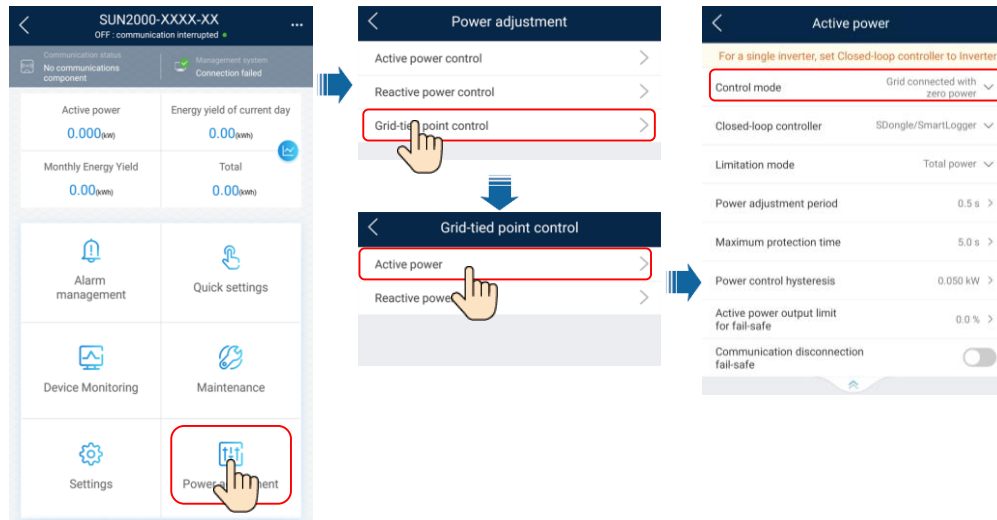 SUN2000-XXXX-XX
OFF : communication interrupted
Communication status
No communications
component
Management system
Connection failed
Active power
0.000(kW)
Energy yield of current day
0.00(kWh)
Monthly Energy Yield
0.00(kWh)
Total
0.00(kWh)
Alarm
management
Quick settings
Device Monitoring
Maintenance
Settings
Power a ment
Power adjustment
Active power control
Reactive power control
Grid-tied point control
Grid-tied point control
Active power
Reactive powe
Active power
For a single inverter, set Closed-loop controller to Inverter
Control mode
Grid connected with
zero power
Closed-loop controller
SDongle/SmartLogger
Limitation mode
Total power
Power adjustment period
0.5 s
Maximum protection time
5.0 s
Power control hysteresis
0.050 kW
Active power output limit
for fail-safe
0.0 %
Communication disconnection
fail-safe